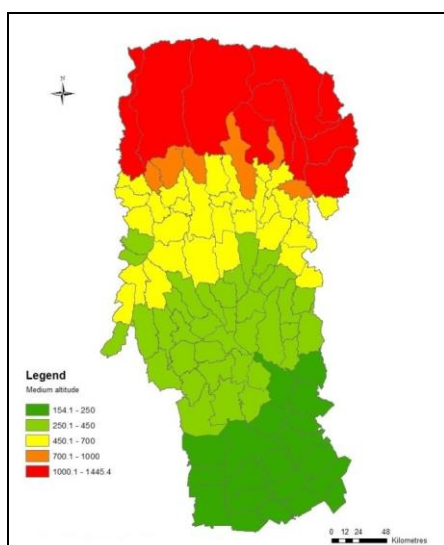 N
Legend
Medium altitude
154.1 - 250
250.1 - 450
450.1 - 700
700.1 - 1000
1000.1 - 1445.4
0 12 24 48
Kilometres